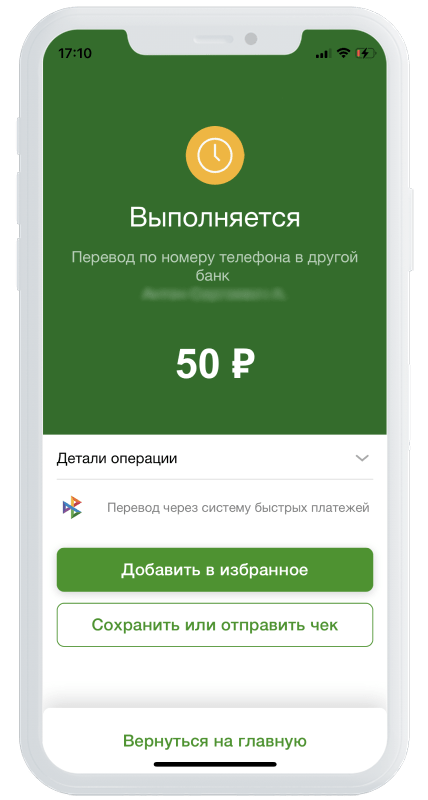 17:10
Выполняется
Перевод по номеру телефона в другой
банк
50 ₽
Детали операции
Перевод через систему быстрых платежей
Добавить в избранное
Сохранить или отправить чек
Вернуться на главную